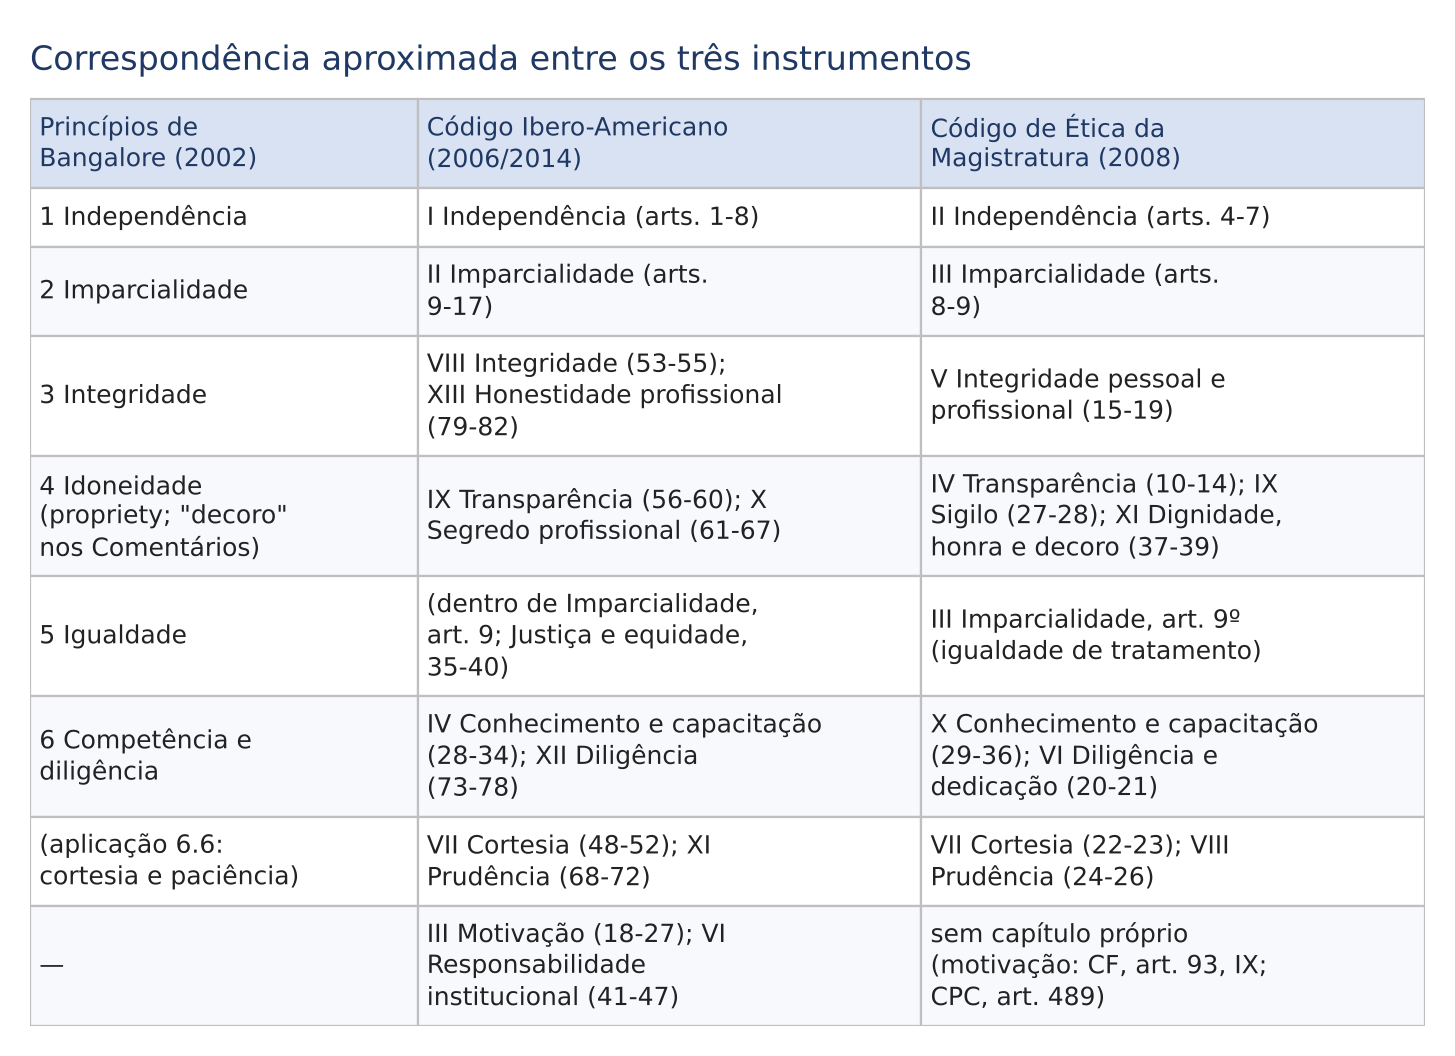 Correspondência aproximada entre os três instrumentos
Princípios de
Bangalore (2002)
Código Ibero-Americano
(2006/2014)
Código de Ética da
Magistratura (2008)
1 Independência
I Independência (arts. 1-8)
II Independência (arts. 4-7)
2 Imparcialidade
II Imparcialidade (arts.
9-17)
III Imparcialidade (arts.
8-9)
3 Integridade
VIII Integridade (53-55);
XIII Honestidade profissional
(79-82)
V Integridade pessoal e
profissional (15-19)
4 Idoneidade
(propriety; "decoro"
nos Comentários)
IX Transparência (56-60); X
Segredo profissional (61-67)
IV Transparência (10-14); IX
Sigilo (27-28); XI Dignidade,
honra e decoro (37-39)
5 Igualdade
(dentro de Imparcialidade,
art. 9; Justiça e equidade,
35-40)
III Imparcialidade, art. 9º
(igualdade de tratamento)
6 Competência e
diligência
IV Conhecimento e capacitação
(28-34); XII Diligência
(73-78)
X Conhecimento e capacitação
(29-36); VI Diligência e
dedicação (20-21)
(aplicação 6.6:
cortesia e paciência)
VII Cortesia (48-52); XI
Prudência (68-72)
VII Cortesia (22-23); VIII
Prudência (24-26)
—
III Motivação (18-27); VI
Responsabilidade
institucional (41-47)
sem capítulo próprio
(motivação: CF, art. 93, IX;
CPC, art. 489)